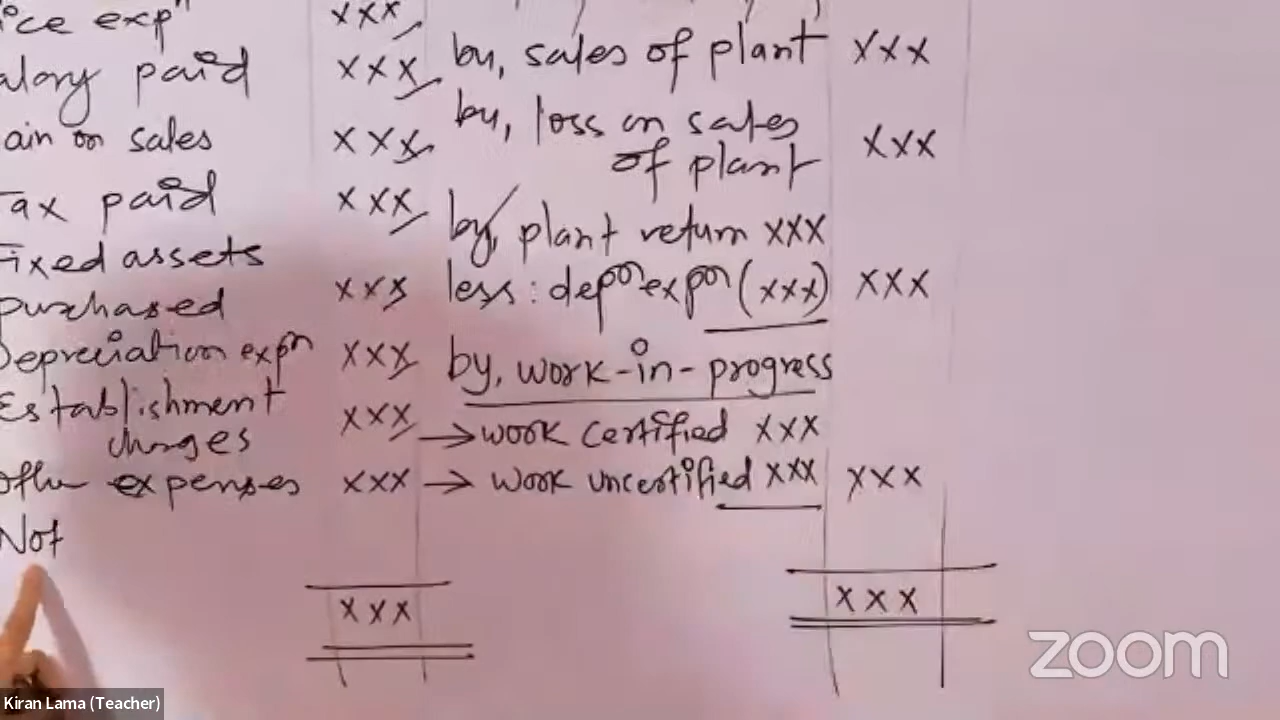 ice expⁿ xxx
alary paid xxx
ain on sales xxx
Tax paid xxx
Fixed assets
purchased xxx
Depreciation expⁿ xxx
Establishment
charges xxx
other expenses xxx
Not
xxx
by, sales of plant xxx
by, loss on sales
of plant xxx
by, plant return xxx
less: depⁿ expⁿ (xxx) xxx
by, work-in-progress
→ work certified xxx
→ work uncertified xxx xxx
xxx
zoom
Kiran Lama (Teacher)